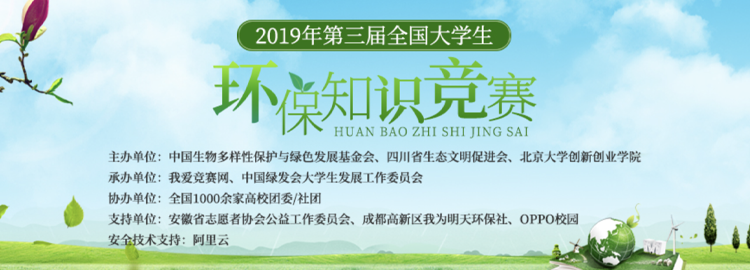 2019年第三届全国大学生
环保知识竞赛
HUAN BAO ZHI SHI JING SAI
主办单位：中国生物多样性保护与绿色发展基金会、四川省生态文明促进会、北京大学创新创业学院
承办单位：我爱竞赛网、中国绿发会大学生发展工作委员会
协办单位：全国1000余家高校团委/社团
支持单位：安徽省志愿者协会公益工作委员会、成都高新区我为明天环保社、OPPO校园
安全技术支持：阿里云